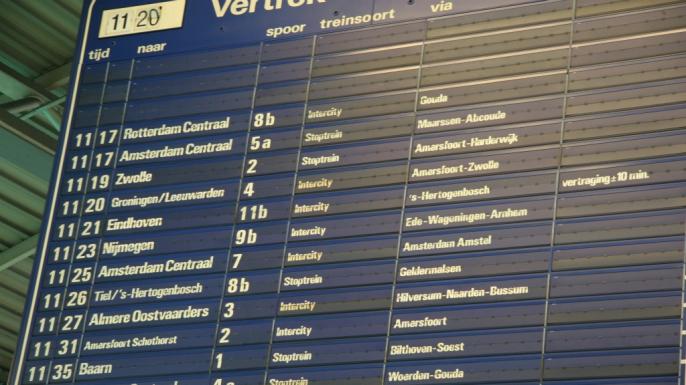 11 20 Vertrek
tijd naar spoor treinsoort via
11 17 Rotterdam Centraal 8b Intercity Gouda
11 17 Amsterdam Centraal 5a Stoptrein Maarssen-Abcoude
11 19 Zwolle 2 Stoptrein Amersfoort-Harderwijk
11 20 Groningen/Leeuwarden 4 Intercity Amersfoort-Zwolle
11 21 Eindhoven 11b Intercity 's-Hertogenbosch vertraging ±10 min.
11 23 Nijmegen 9b Intercity Ede-Wageningen-Arnhem
11 25 Amsterdam Centraal 7 Intercity Amsterdam Amstel
11 26 Tiel/'s-Hertogenbosch 8b Stoptrein Geldermalsen
11 27 Almere Oostvaarders 3 Intercity Hilversum-Naarden-Bussum
11 31 Amersfoort Schothorst 2 Intercity Amersfoort
11 35 Baarn 1 Stoptrein Bilthoven-Soest
Centraal Stoptrein Woerden-Gouda